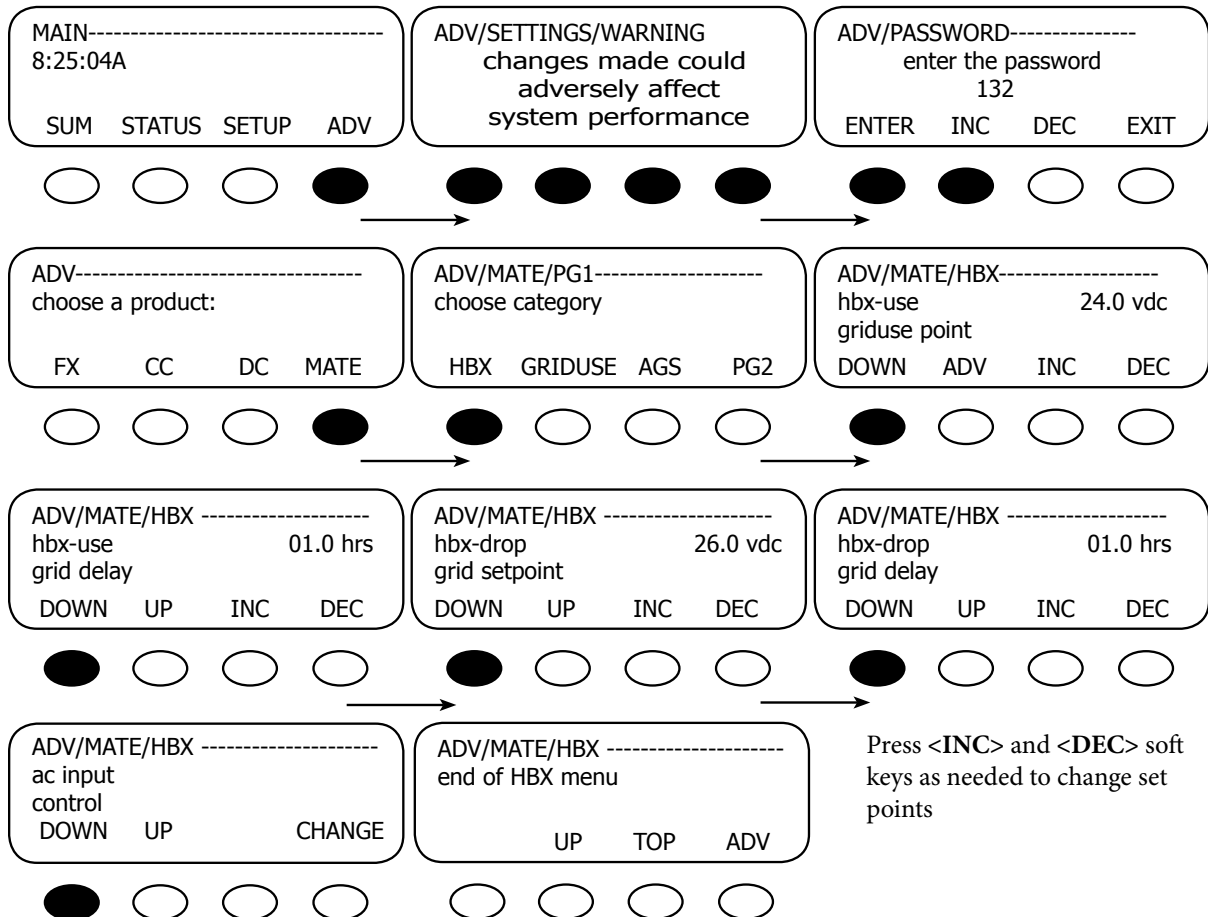 MAIN-----------------------------------
8:25:04A
SUM STATUS SETUP ADV
ADV/SETTINGS/WARNING
changes made could
adversely affect
system performance
ADV/PASSWORD---------------
enter the password
132
ENTER INC DEC EXIT
ADV----------------------------------
choose a product:
FX CC DC MATE
ADV/MATE/PG1--------------------
choose category
HBX GRIDUSE AGS PG2
ADV/MATE/HBX-------------------
hbx-use 24.0 vdc
griduse point
DOWN ADV INC DEC
ADV/MATE/HBX --------------------
hbx-use 01.0 hrs
grid delay
DOWN UP INC DEC
ADV/MATE/HBX --------------------
hbx-drop 26.0 vdc
grid setpoint
DOWN UP INC DEC
ADV/MATE/HBX -------------------
hbx-drop 01.0 hrs
grid delay
DOWN UP INC DEC
ADV/MATE/HBX ---------------------
ac input
control
DOWN UP CHANGE
ADV/MATE/HBX ---------------------
end of HBX menu
UP TOP ADV
Press <INC> and <DEC> soft
keys as needed to change set
points